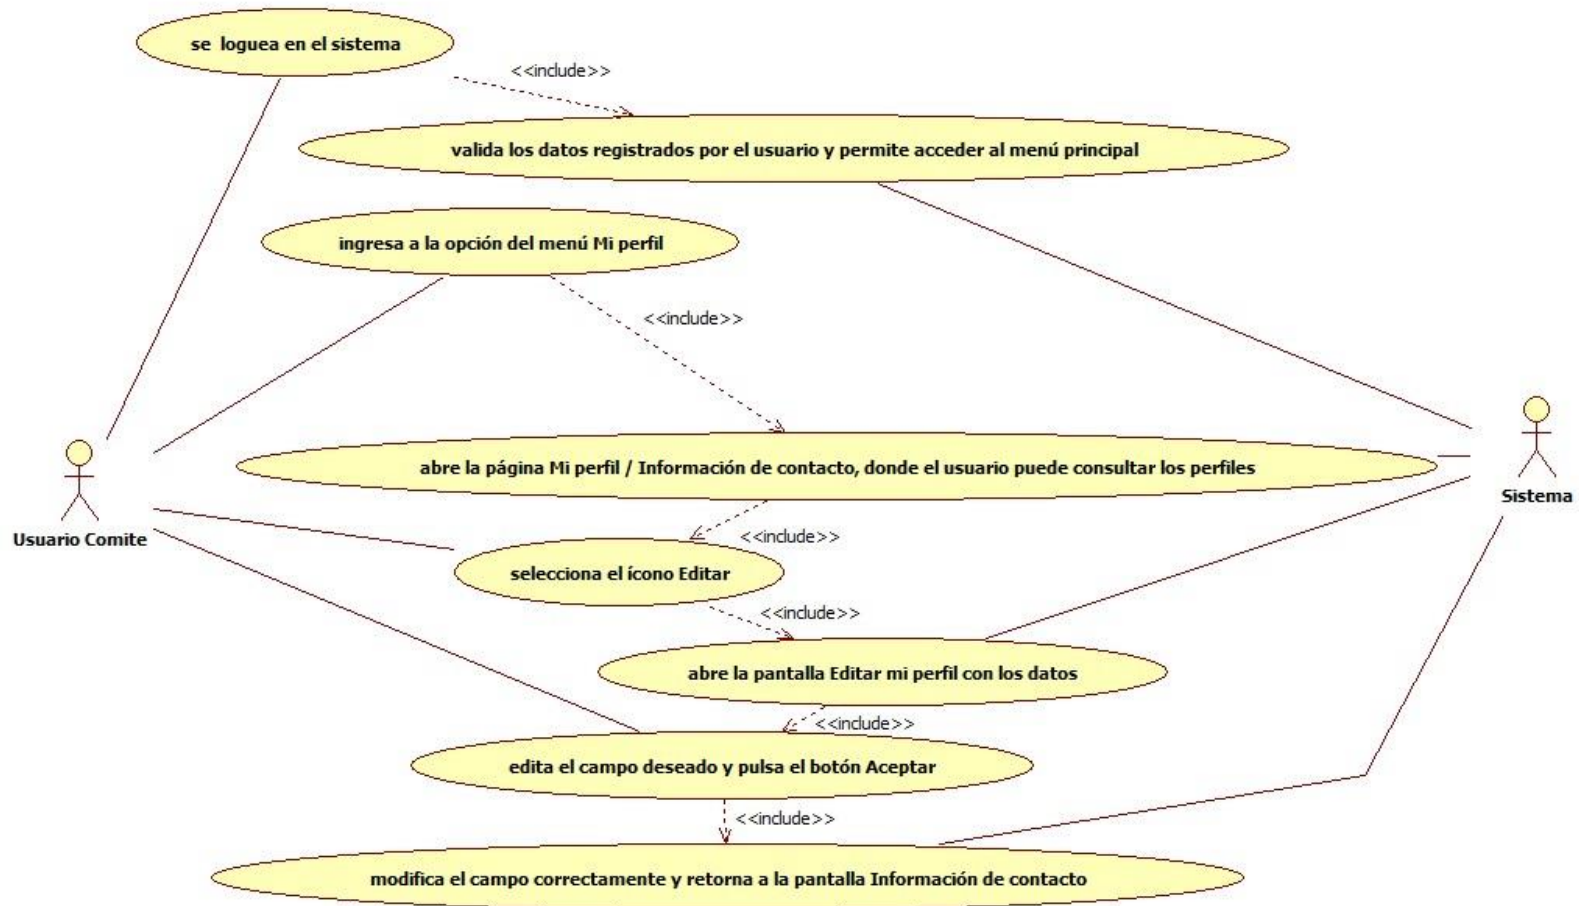 se loguea en el sistema
<<include>>
valida los datos registrados por el usuario y permite acceder al menú principal
ingresa a la opción del menú Mi perfil
<<include>>
abre la página Mi perfil / Información de contacto, donde el usuario puede consultar los perfiles
Sistema
Usuario Comite
<<include>>
selecciona el ícono Editar
<<include>>
abre la pantalla Editar mi perfil con los datos
<<include>>
edita el campo deseado y pulsa el botón Aceptar
<<include>>
modifica el campo correctamente y retorna a la pantalla Información de contacto